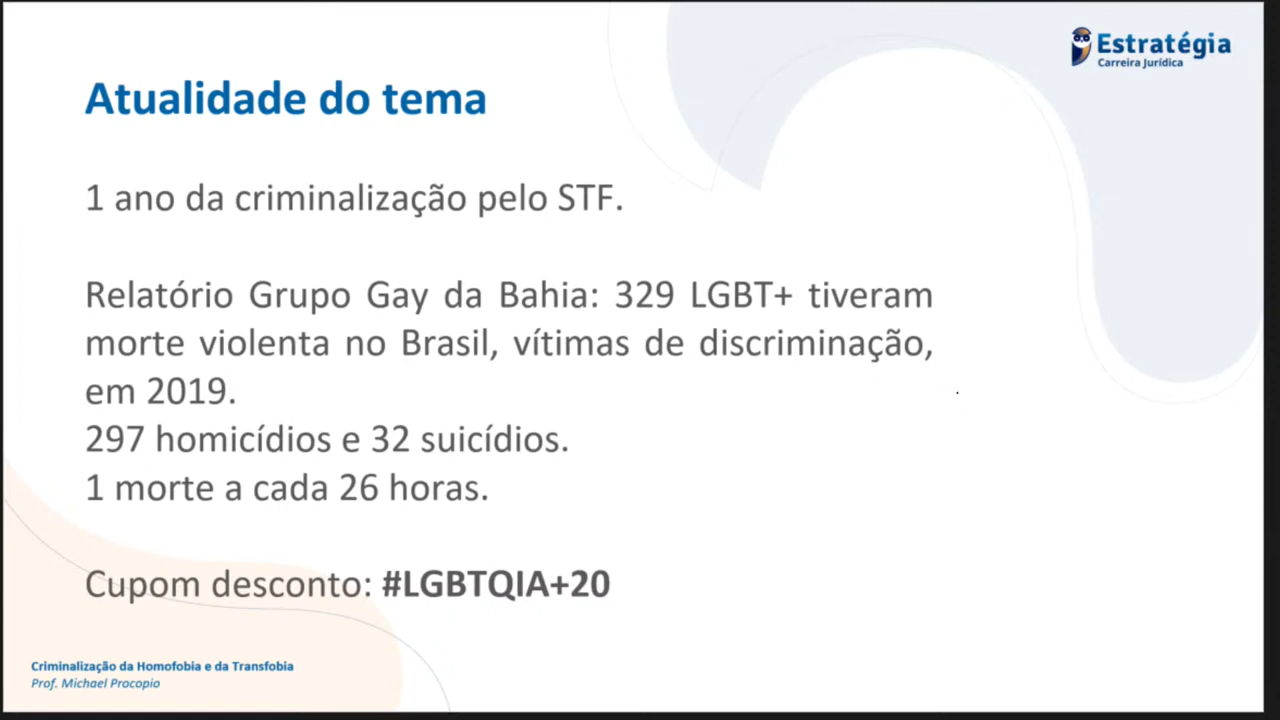 Estratégia
Carreira Jurídica
Atualidade do tema
1 ano da criminalização pelo STF.
Relatório Grupo Gay da Bahia: 329 LGBT+ tiveram
morte violenta no Brasil, vítimas de discriminação,
em 2019.
297 homicídios e 32 suicídios.
1 morte a cada 26 horas.
Cupom desconto: #LGBTQIA+20
Criminalização da Homofobia e da Transfobia
Prof. Michael Procopio